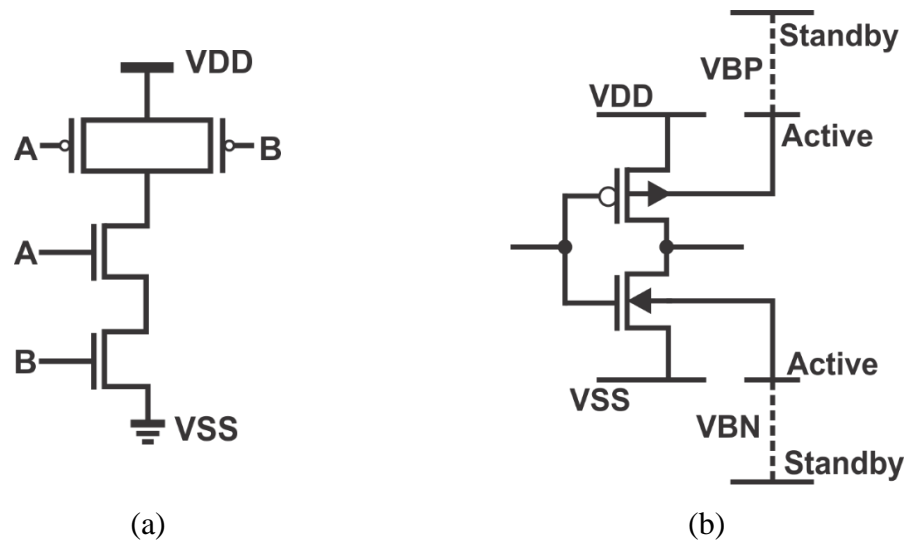 VDD
A
B
A
B
VSS
(a)
Standby
VBP
VDD
Active
Active
VSS
VBN
Standby
(b)